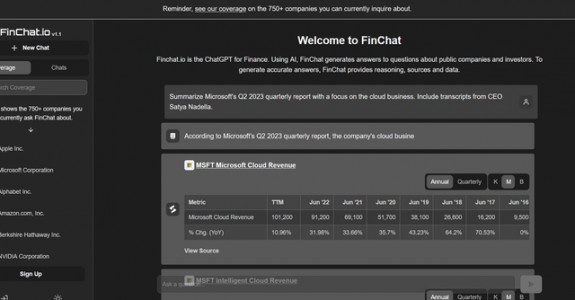 Reminder, see our coverage on the 750+ companies you can currently inquire about.
FinChat.io v1.1
+ New Chat
verage
Chats
ch Coverage
shows the 750+ companies you
currently ask FinChat about.
Apple Inc.
Microsoft Corporation
Alphabet Inc.
Amazon.com, Inc.
Berkshire Hathaway Inc.
NVIDIA Corporation
Sign Up
Welcome to FinChat
Finchat.io is the ChatGPT for Finance. Using AI, FinChat generates answers to questions about public companies and investors. To
generate accurate answers, FinChat provides reasoning, sources and data.
Summarize Microsoft's Q2 2023 quarterly report with a focus on the cloud business. Include transcripts from CEO
Satya Nadella.
According to Microsoft's Q2 2023 quarterly report, the company's cloud busine
MSFT Microsoft Cloud Revenue
Annual Quarterly K M B
Metric TTM Jun '22 Jun '21 Jun '20 Jun '19 Jun '18 Jun '17 Jun '16
Microsoft Cloud Revenue 101,200 91,200 69,100 51,700 38,100 26,600 16,200 9,500
% Chg. (YoY) 10.96% 31.98% 33.66% 35.7% 43.23% 64.2% 70.53% 0%
View Source
MSFT Intelligent Cloud Revenue
Ask a
Annual Quarterly K M B